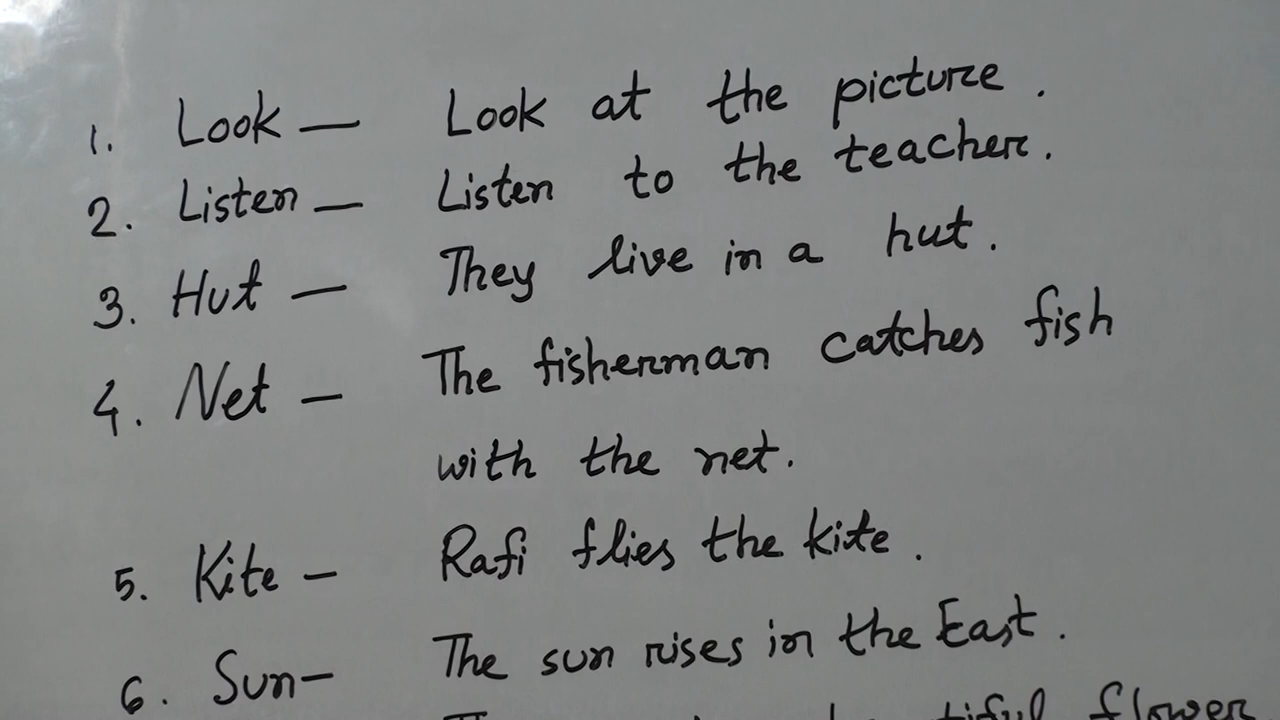 1. Look — Look at the picture.
2. Listen — Listen to the teacher.
3. Hut — They live in a hut.
4. Net — The fisherman catches fish
with the net.
5. Kite — Rafi flies the kite.
6. Sun — The sun rises in the East.
flower